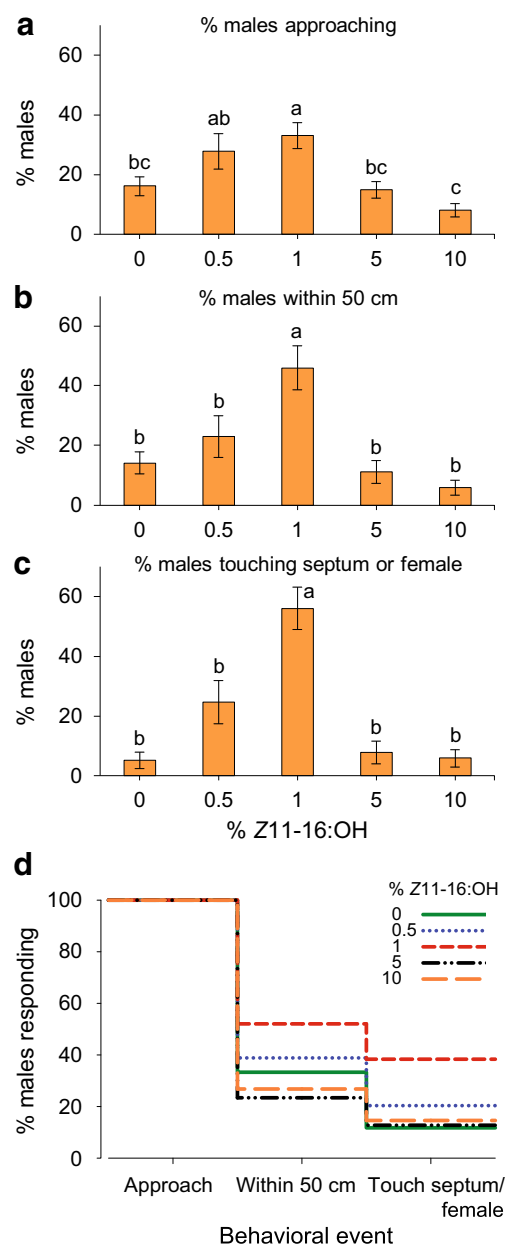 a
% males approaching
60
40
20
0
% males
bc
ab
a
bc
c
0 0.5 1 5 10
b
% males within 50 cm
60
40
20
0
% males
b
b
a
b
b
0 0.5 1 5 10
c
% males touching septum or female
60
40
20
0
% males
b
b
a
b
b
0 0.5 1 5 10
% Z11-16:OH
d
100
80
60
40
20
0
% males responding
% Z11-16:OH
0
0.5
1
5
10
Approach Within 50 cm Touch septum/
female
Behavioral event